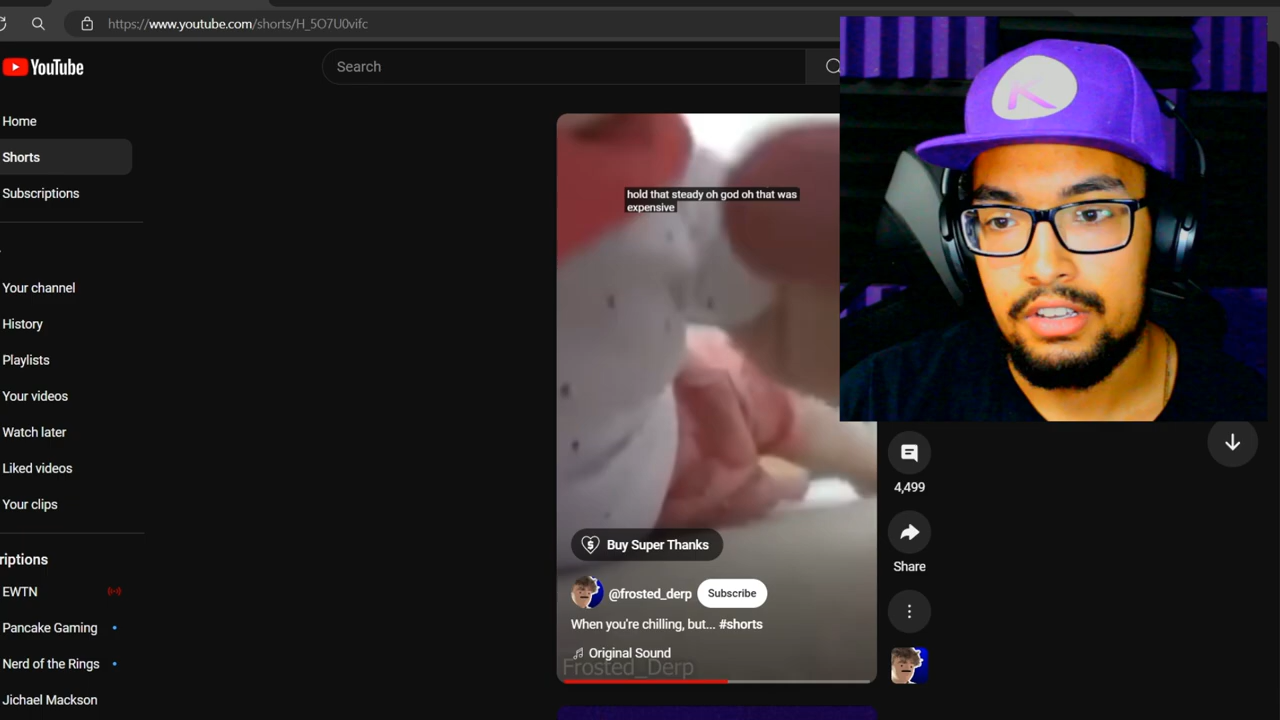 https://www.youtube.com/shorts/H_5O7U0vifc
YouTube
Search
Home
Shorts
Subscriptions
Your channel
History
Playlists
Your videos
Watch later
Liked videos
Your clips
riptions
EWTN
Pancake Gaming
Nerd of the Rings
Jichael Mackson
hold that steady oh god oh that was
expensive
Buy Super Thanks
@frosted_derp
Subscribe
When you're chilling, but... #shorts
Original Sound
Frosted_Derp
4,499
Share
K